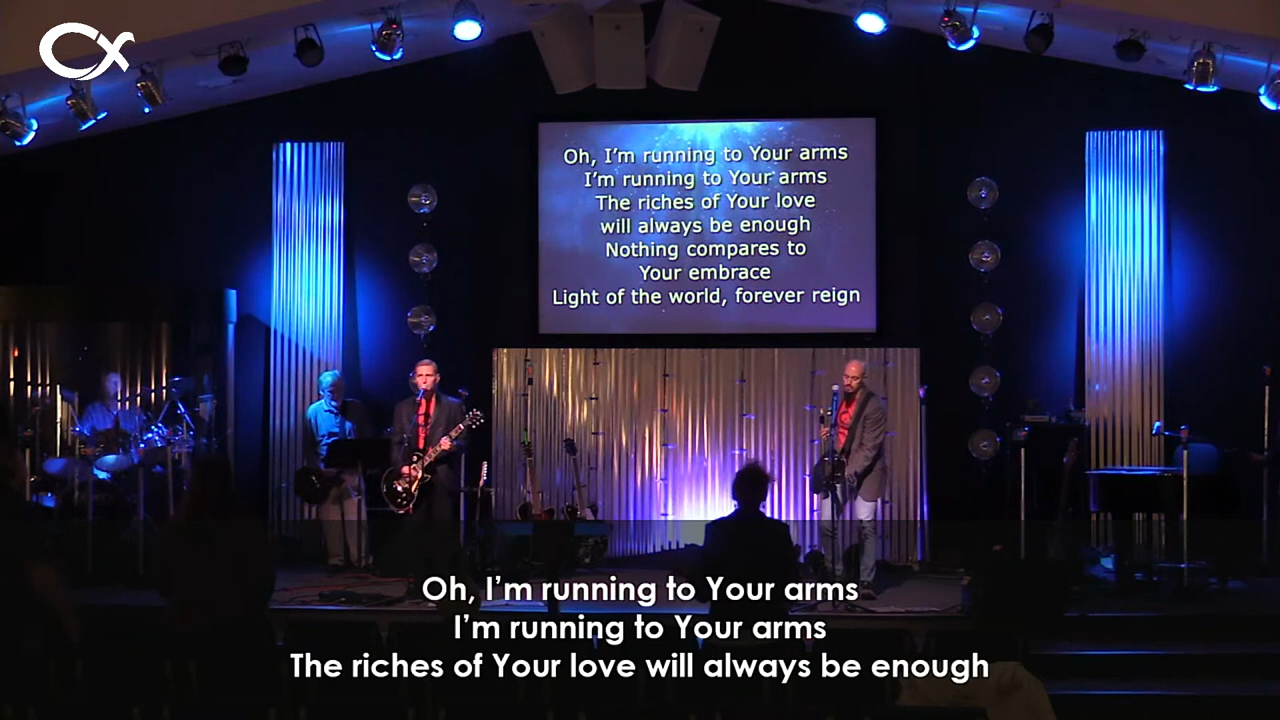 CX
Oh, I'm running to Your arms
I'm running to Your arms
The riches of Your love
will always be enough
Nothing compares to
Your embrace
Light of the world, forever reign
Oh, I'm running to Your arms
I'm running to Your arms
The riches of Your love will always be enough